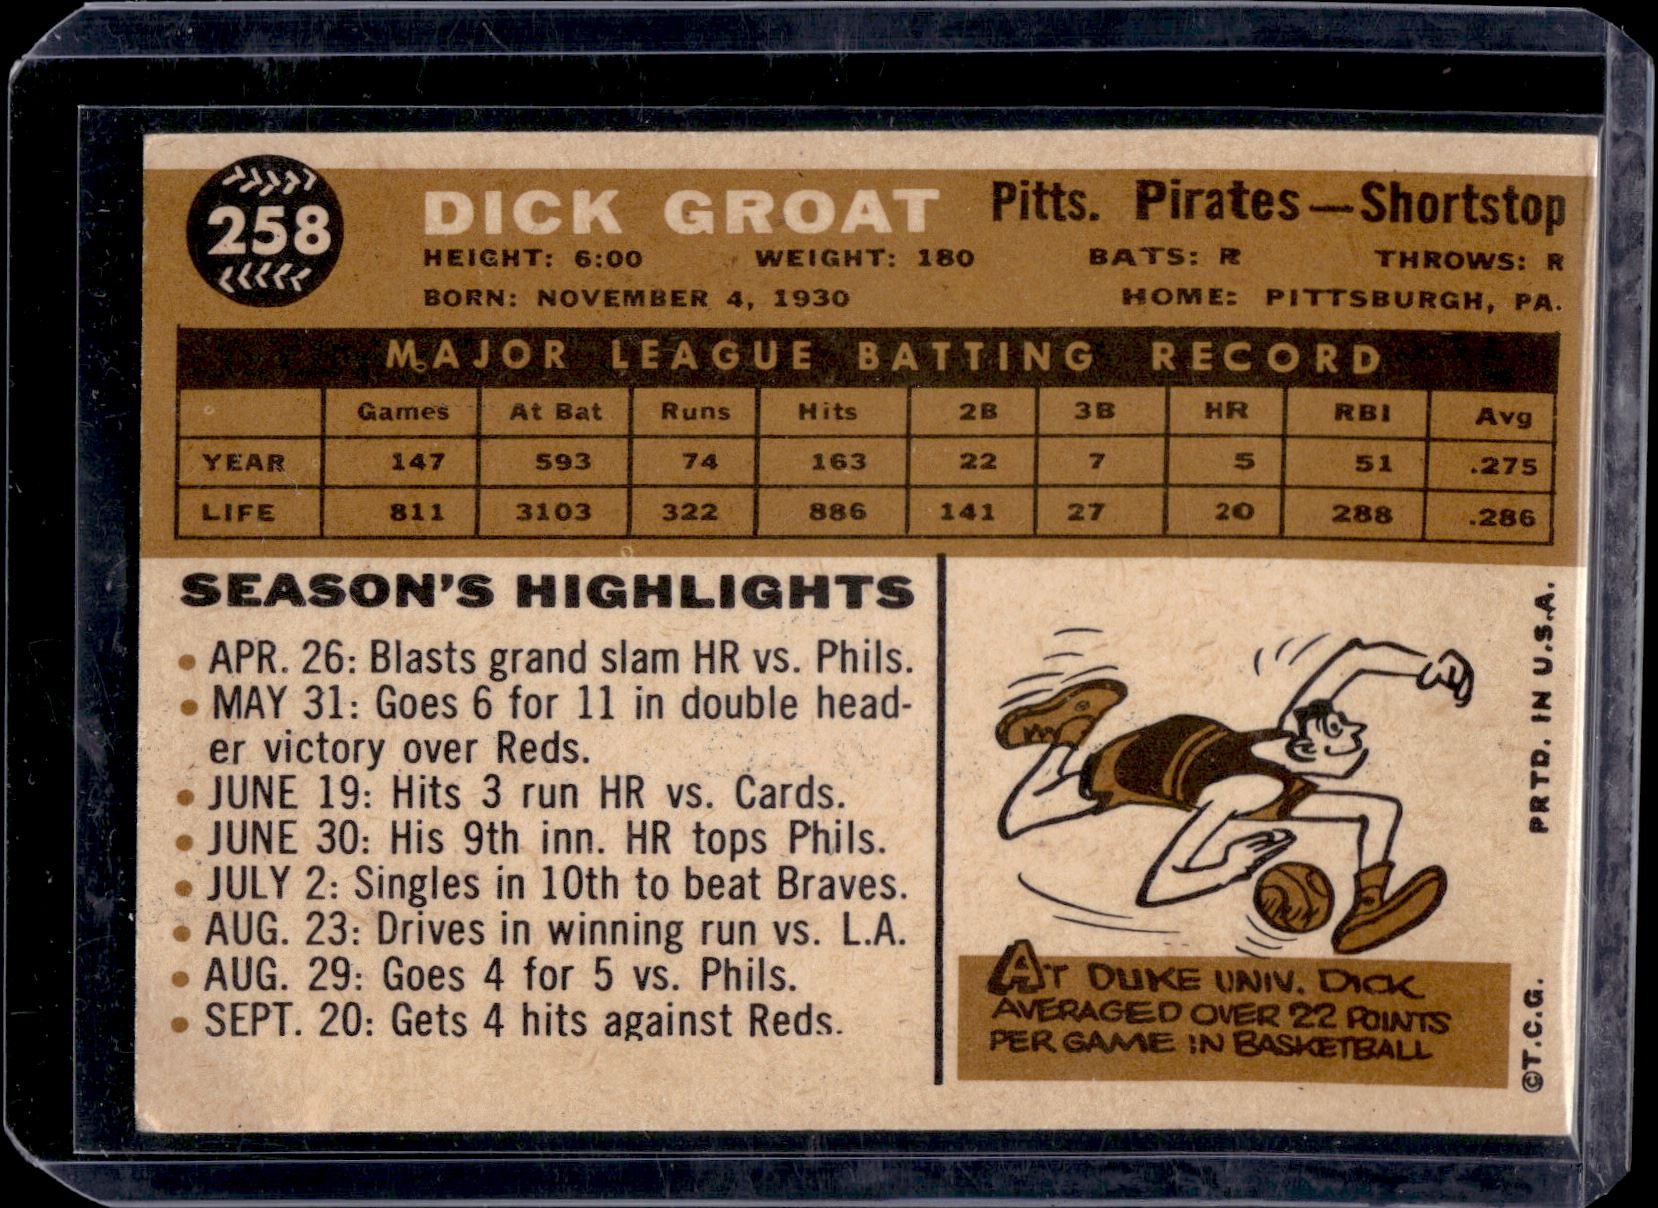 258
DICK GROAT Pitts. Pirates—Shortstop
HEIGHT: 6:00 WEIGHT: 180 BATS: R THROWS: R
BORN: NOVEMBER 4, 1930 HOME: PITTSBURGH, PA.
MAJOR LEAGUE BATTING RECORD
Games At Bat Runs Hits 2B 3B HR RBI Avg
YEAR 147 593 74 163 22 7 5 51 .275
LIFE 811 3103 322 886 141 27 20 288 .286
SEASON'S HIGHLIGHTS
• APR. 26: Blasts grand slam HR vs. Phils.
• MAY 31: Goes 6 for 11 in double head-
er victory over Reds.
• JUNE 19: Hits 3 run HR vs. Cards.
• JUNE 30: His 9th inn. HR tops Phils.
• JULY 2: Singles in 10th to beat Braves.
• AUG. 23: Drives in winning run vs. L.A.
• AUG. 29: Goes 4 for 5 vs. Phils.
• SEPT. 20: Gets 4 hits against Reds.
AT DUKE UNIV. DICK
AVERAGED OVER 22 POINTS
PER GAME IN BASKETBALL
©T.C.G. PRTD. IN U.S.A.